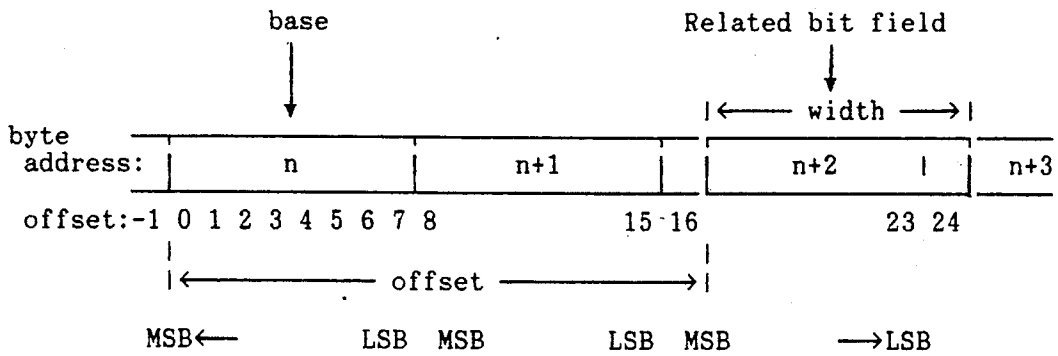 base Related bit field
width
byte
address: n n+1 n+2 n+3
offset:-1 0 1 2 3 4 5 6 7 8 15 16 23 24
offset
MSB LSB MSB LSB MSB LSB